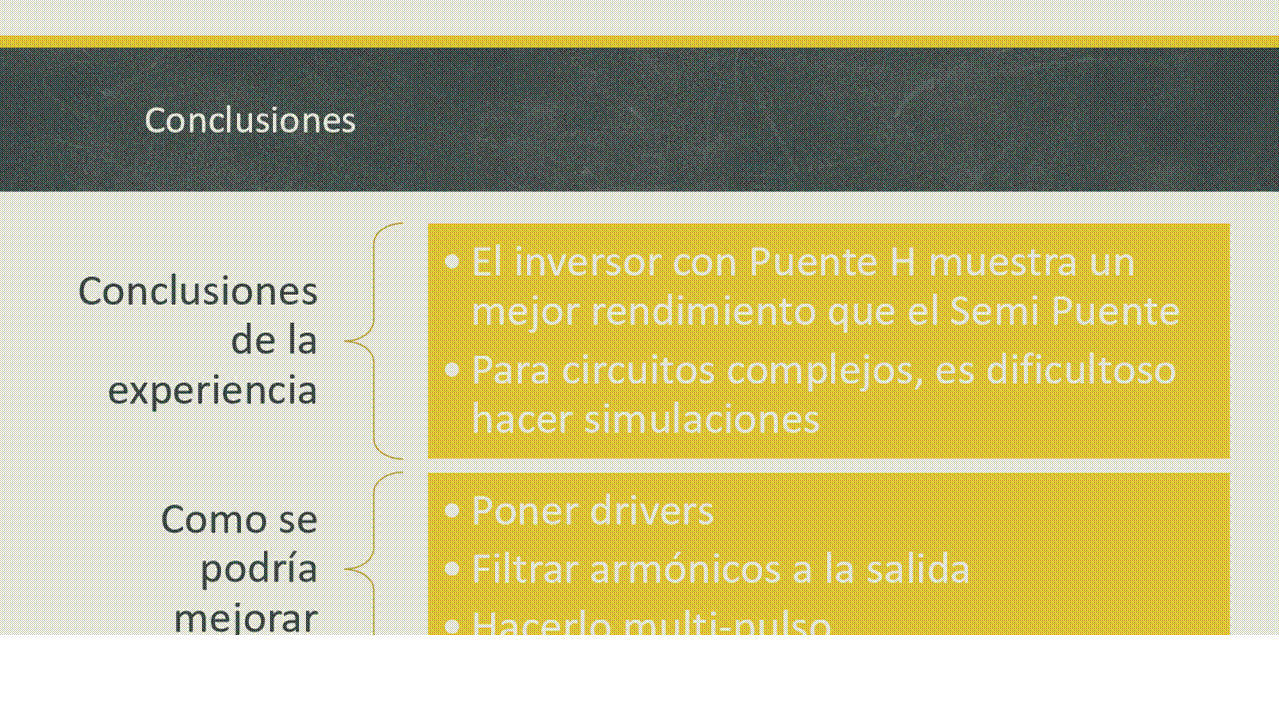 Conclusiones
Conclusiones
de la
experiencia
• El inversor con Puente H muestra un
mejor rendimiento que el Semi Puente
• Para circuitos complejos, es dificultoso
hacer simulaciones
Como se
podría
mejorar
• Poner drivers
• Filtrar armónicos a la salida
• Hacerlo multi-pulso